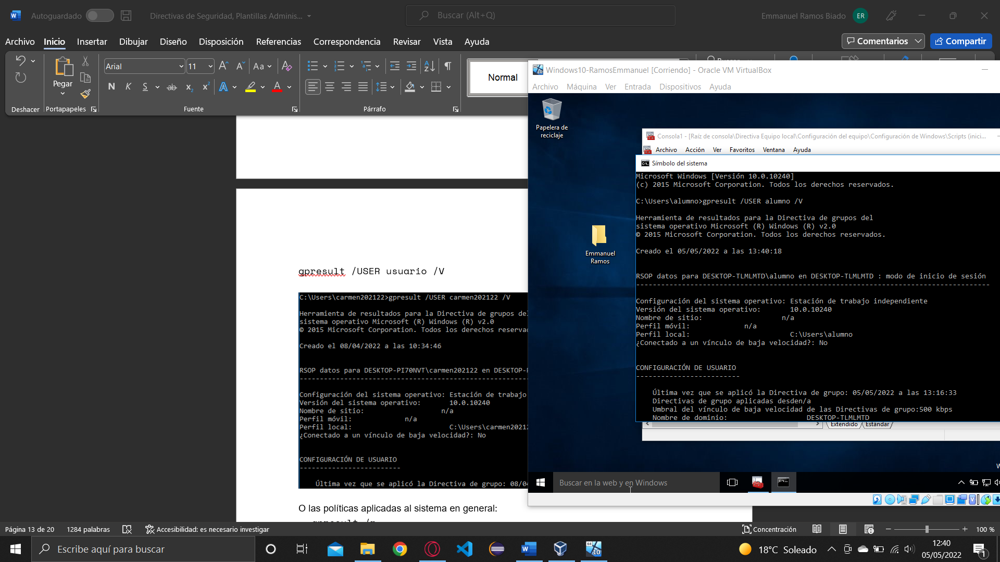 Autoguardado
Directivas de Seguridad, Plantillas Adminis...
Buscar (Alt+Q)
Emmanuel Ramos Biado
ER
Archivo Inicio Insertar Dibujar Diseño Disposición Referencias Correspondencia Revisar Vista Ayuda
Comentarios
Compartir
Pegar
Arial
11
Aa
N K S ab x₂ x² A A
Normal
Deshacer
Portapapeles
Fuente
Párrafo
gpresult /USER usuario /V
C:\Users\carmen202122>gpresult /USER carmen202122 /V
Herramienta de resultados para la Directiva de grupos del
sistema operativo Microsoft (R) Windows (R) v2.0
© 2015 Microsoft Corporation. Todos los derechos reservad
Creado el 08/04/2022 a las 10:34:46
RSOP datos para DESKTOP-PI70NVT\carmen202122 en DESKTOP-P
Configuración del sistema operativo: Estación de trabajo
Versión del sistema operativo: 10.0.10240
Nombre de sitio: n/a
Perfil móvil: n/a
Perfil local: C:\Users\carmen20212
¿Conectado a un vínculo de baja velocidad?: No
CONFIGURACIÓN DE USUARIO
-------------------------
Última vez que se aplicó la Directiva de grupo: 08/04
O las políticas aplicadas al sistema en general:
Windows10-RamosEmmanuel [Corriendo] - Oracle VM VirtualBox
Archivo Máquina Ver Entrada Dispositivos Ayuda
Papelera de
reciclaje
Emmanuel
Ramos
Consola1 - [Raíz de consola\Directiva Equipo local\Configuración del equipo\Configuración de Windows\Scripts (inici...
Archivo Acción Ver Favoritos Ventana Ayuda
Símbolo del sistema
Microsoft Windows [Versión 10.0.10240]
(c) 2015 Microsoft Corporation. Todos los derechos reservados.
C:\Users\alumno>gpresult /USER alumno /V
Herramienta de resultados para la Directiva de grupos del
sistema operativo Microsoft (R) Windows (R) v2.0
© 2015 Microsoft Corporation. Todos los derechos reservados.
Creado el 05/05/2022 a las 13:40:18
RSOP datos para DESKTOP-TLMLMTD\alumno en DESKTOP-TLMLMTD : modo de inicio de sesión
-------------------------------------------------------------------------------------
Configuración del sistema operativo: Estación de trabajo independiente
Versión del sistema operativo: 10.0.10240
Nombre de sitio: n/a
Perfil móvil: n/a
Perfil local: C:\Users\alumno
¿Conectado a un vínculo de baja velocidad?: No
CONFIGURACIÓN DE USUARIO
-------------------------
Última vez que se aplicó la Directiva de grupo: 05/05/2022 a las 13:16:33
Directivas de grupo aplicadas desden/a
Umbral del vínculo de baja velocidad de las Directivas de grupo:500 kbps
Nombre de dominio: DESKTOP-TLMLMTD
Extendido Estándar
Buscar en la web y en Windows
Página 13 de 20
1284 palabras
Accesibilidad: es necesario investigar
Concentración
100 %
Escribe aquí para buscar
18°C Soleado
12:40
05/05/2022
1